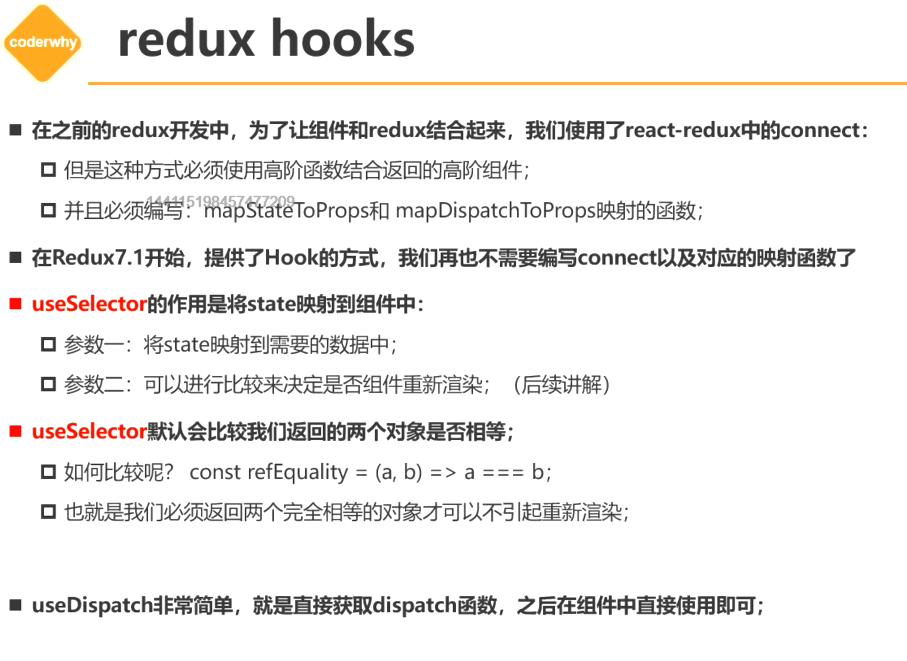 coderwhy
redux hooks
在之前的redux开发中，为了让组件和redux结合起来，我们使用了react-redux中的connect：
但是这种方式必须使用高阶函数结合返回的高阶组件；
144115198457477209
并且必须编写：mapStateToProps和 mapDispatchToProps映射的函数；
在Redux7.1开始，提供了Hook的方式，我们再也不需要编写connect以及对应的映射函数了
useSelector的作用是将state映射到组件中：
参数一：将state映射到需要的数据中；
参数二：可以进行比较来决定是否组件重新渲染；（后续讲解）
useSelector默认会比较我们返回的两个对象是否相等；
如何比较呢？ const refEquality = (a, b) => a === b；
也就是我们必须返回两个完全相等的对象才可以不引起重新渲染；
useDispatch非常简单，就是直接获取dispatch函数，之后在组件中直接使用即可；